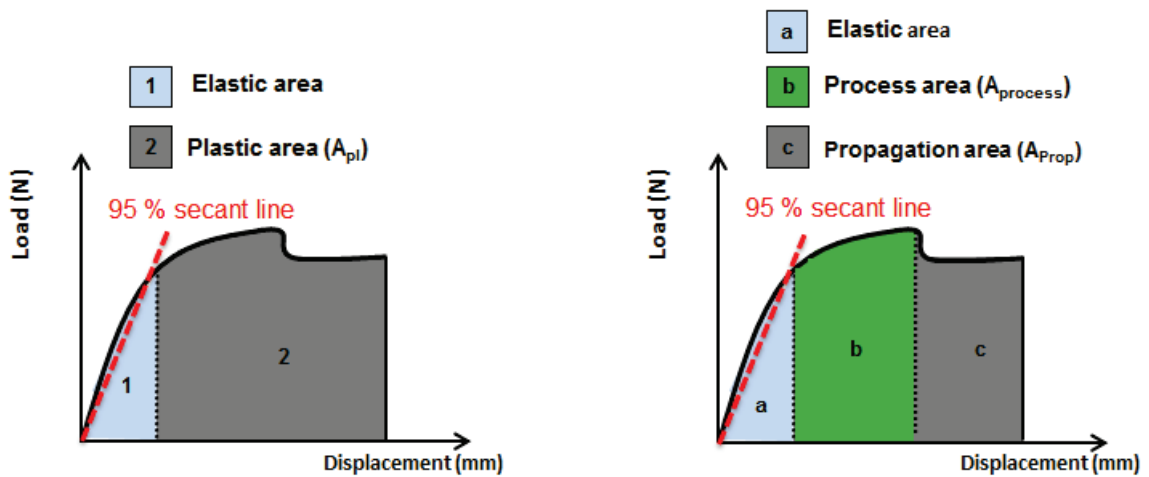 1 Elastic area
2 Plastic area (Apl)
Load (N)
95 % secant line
1
2
Displacement (mm)
a Elastic area
b Process area (Aprocess)
c Propagation area (AProp)
Load (N)
95 % secant line
a
b
c
Displacement (mm)